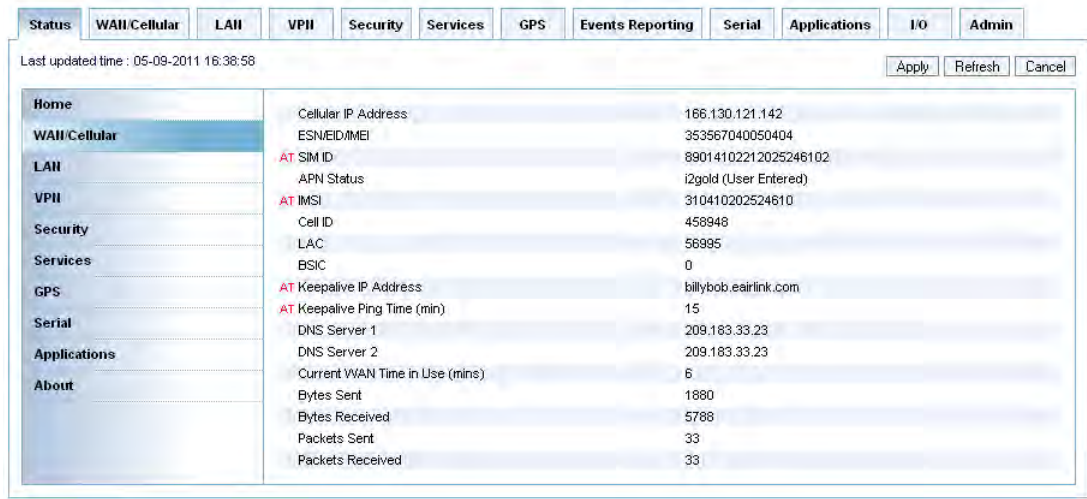 Status WAN/Cellular LAN VPN Security Services GPS Events Reporting Serial Applications I/O Admin
Last updated time : 05-09-2011 16:38:58
Apply Refresh Cancel
Home
WAN/Cellular
LAN
VPN
Security
Services
GPS
Serial
Applications
About
Cellular IP Address 166.130.121.142
ESN/EID/IMEI 353567040050404
AT SIM ID 89014102212025246102
APN Status i2gold (User Entered)
AT IMSI 310410202524610
Cell ID 458948
LAC 56995
BSIC 0
AT Keepalive IP Address billybob.eairlink.com
AT Keepalive Ping Time (min) 15
DNS Server 1 209.183.33.23
DNS Server 2 209.183.33.23
Current WAN Time in Use (mins) 6
Bytes Sent 1880
Bytes Received 5788
Packets Sent 33
Packets Received 33